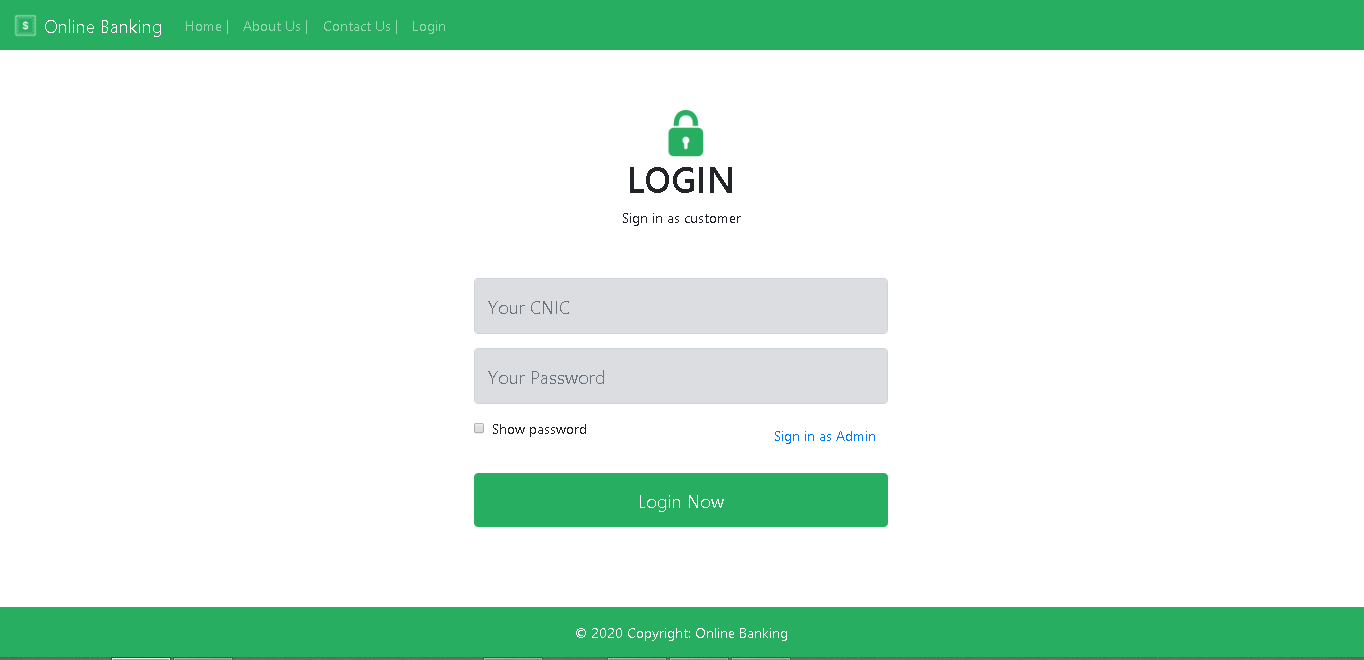 $ Online Banking Home | About Us | Contact Us | Login
LOGIN
Sign in as customer
Your CNIC
Your Password
Show password Sign in as Admin
Login Now
© 2020 Copyright: Online Banking